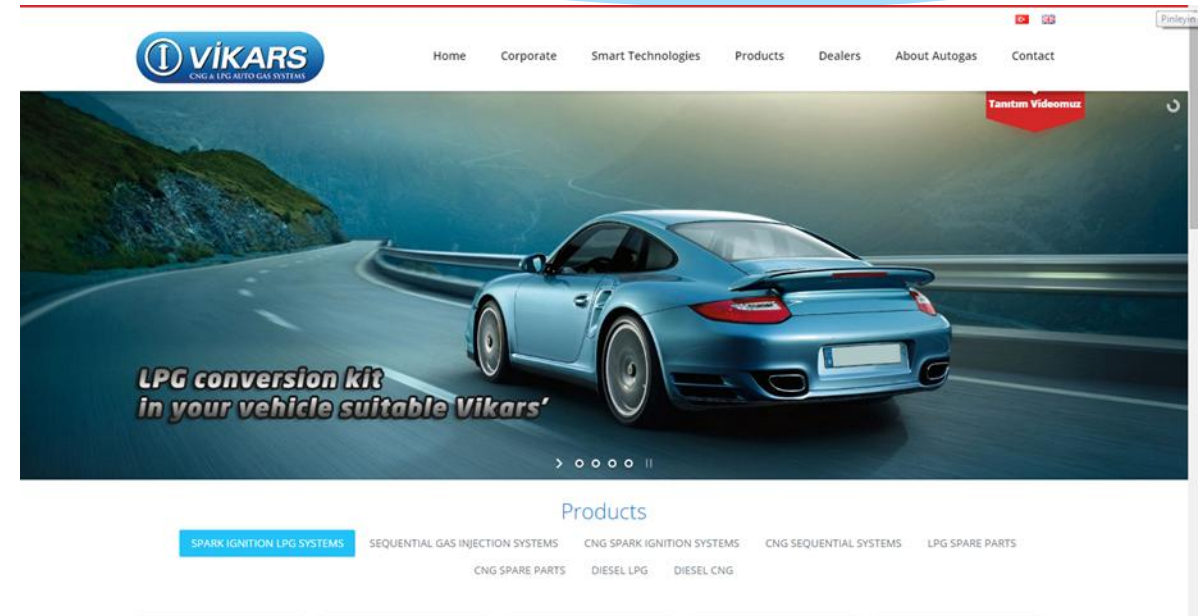 Pinleyin
VİKARS
CNG & LPG AUTO GAS SYSTEMS
Home Corporate Smart Technologies Products Dealers About Autogas Contact
Tanıtım Videomuz
LPG conversion kit
in your vehicle suitable Vikars’
Products
SPARK IGNITION LPG SYSTEMS SEQUENTIAL GAS INJECTION SYSTEMS CNG SPARK IGNITION SYSTEMS CNG SEQUENTIAL SYSTEMS LPG SPARE PARTS
CNG SPARE PARTS DIESEL LPG DIESEL CNG